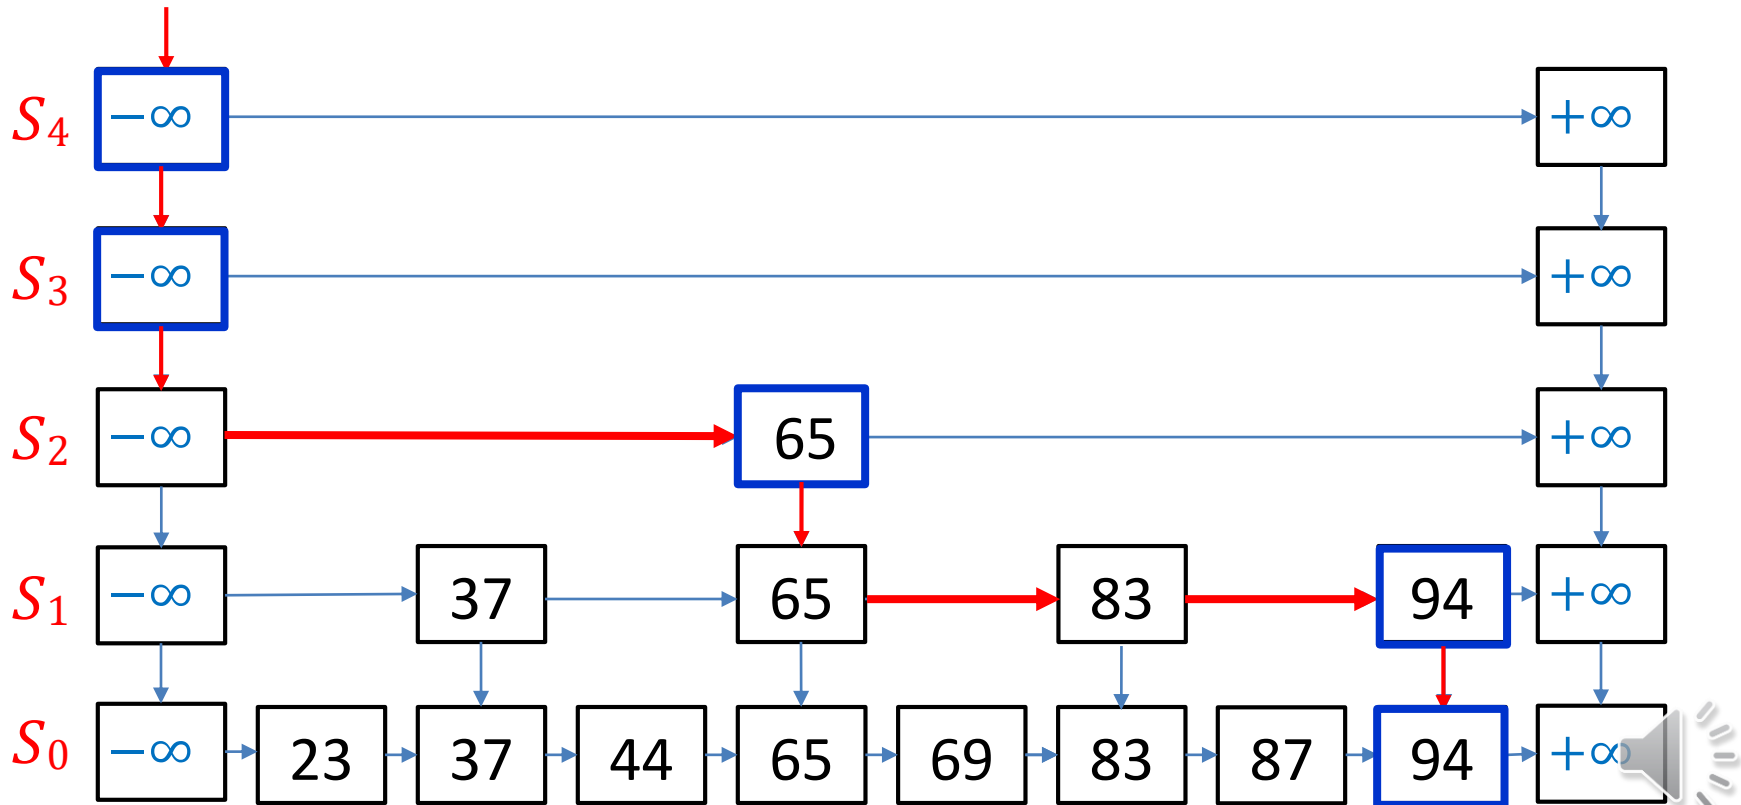 S₄ −∞ +∞
S₃ −∞ +∞
S₂ −∞ 65 +∞
S₁ −∞ 37 65 83 94 +∞
S₀ −∞ 23 37 44 65 69 83 87 94 +∞